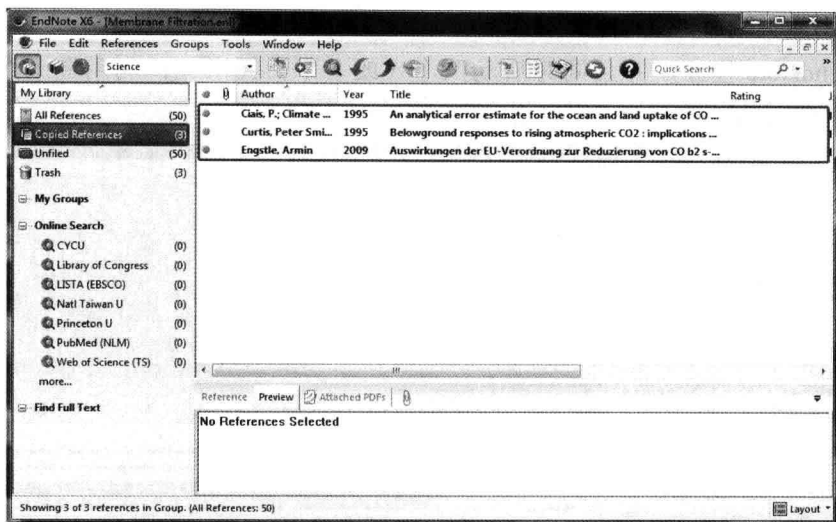 EndNote X6 - [Membrane Filtration.enl]
File Edit References Groups Tools Window Help
Science Quick Search
My Library Author Year Title Rating
All References (50)
Copied References (3)
Unfiled (50)
Trash (3)
Ciais, P.; Climate ... 1995 An analytical error estimate for the ocean and land uptake of CO ...
Curtis, Peter Smi... 1995 Belowground responses to rising atmospheric CO2 : implications ...
Engstle, Armin 2009 Auswirkungen der EU-Verordnung zur Reduzierung von CO b2 s-...
My Groups
Online Search
CYCU (0)
Library of Congress (0)
LISTA (EBSCO) (0)
Natl Taiwan U (0)
Princeton U (0)
PubMed (NLM) (0)
Web of Science (TS) (0)
more...
Find Full Text
Reference Preview Attached PDFs
No References Selected
Showing 3 of 3 references in Group. (All References: 50) Layout